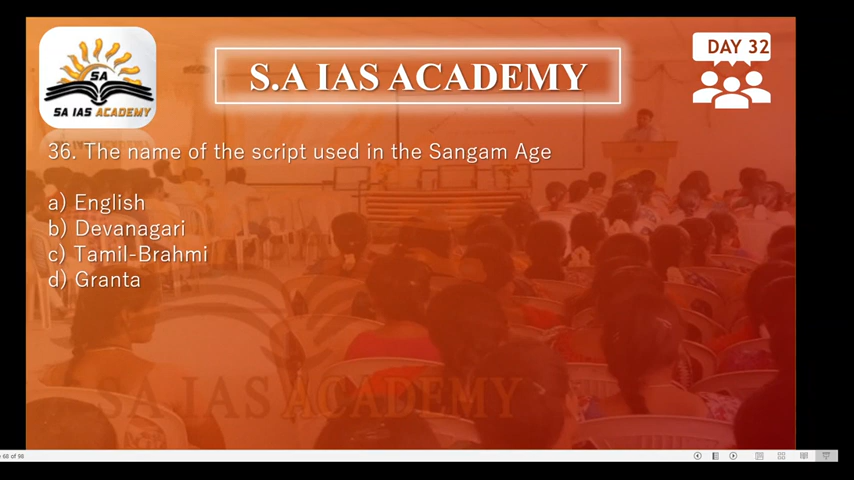 DAY 32
S.A IAS ACADEMY
SA
SA IAS ACADEMY
36. The name of the script used in the Sangam Age
a) English
b) Devanagari
c) Tamil-Brahmi
d) Granta
SA IAS ACADEMY
68 of 98